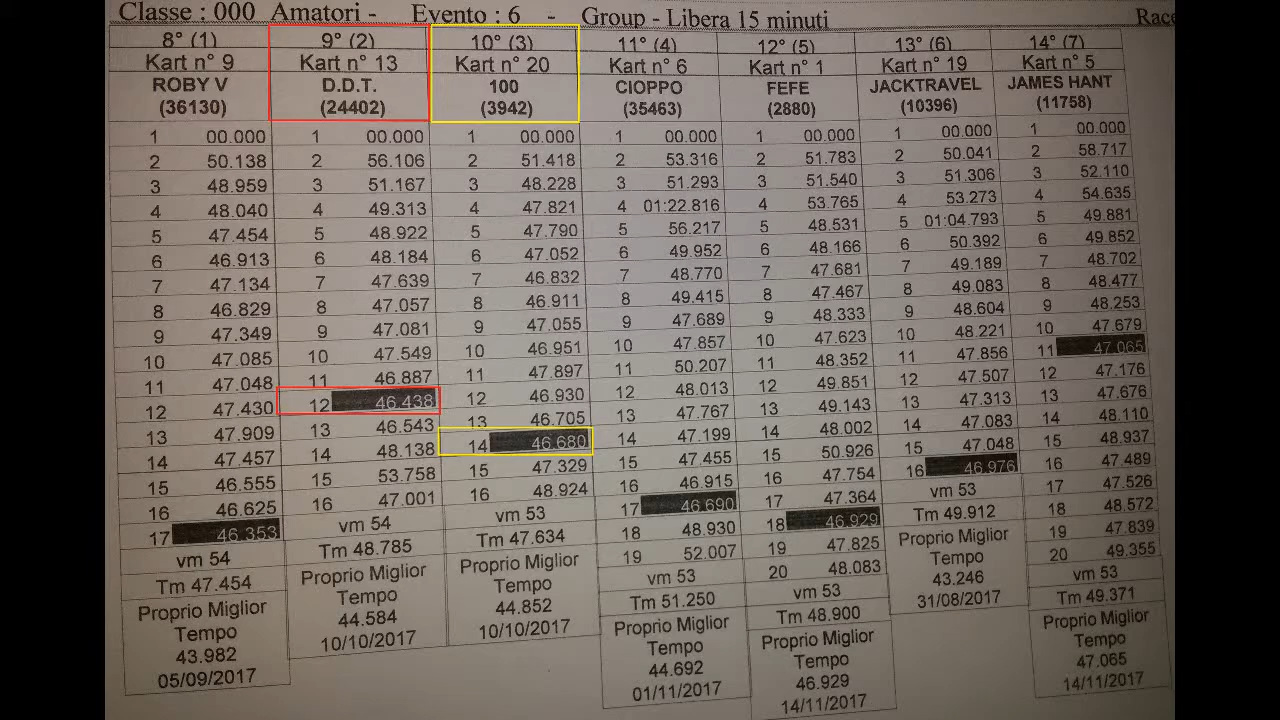 Classe : 000 Amatori - Evento : 6 - Group - Libera 15 minuti Race
8° (1) 9° (2) 10° (3) 11° (4) 12° (5) 13° (6) 14° (7)
Kart n° 9 Kart n° 13 Kart n° 20 Kart n° 6 Kart n° 1 Kart n° 19 Kart n° 5
ROBY V D.D.T. 100 CIOPPO FEFE JACKTRAVEL JAMES HANT
(36130) (24402) (3942) (35463) (2880) (10396) (11758)
1 00.000 1 00.000 1 00.000 1 00.000 1 00.000 1 00.000 1 00.000
2 50.138 2 56.106 2 51.418 2 53.316 2 51.783 2 50.041 2 58.717
3 48.959 3 51.167 3 48.228 3 51.293 3 51.540 3 51.306 3 52.110
4 48.040 4 49.313 4 47.821 4 01:22.816 4 53.765 4 53.273 4 54.635
5 47.454 5 48.922 5 47.790 5 56.217 5 48.531 5 01:04.793 5 49.881
6 46.913 6 48.184 6 47.052 6 49.952 6 48.166 6 50.392 6 49.852
7 47.134 7 47.639 7 46.832 7 48.770 7 47.681 7 49.189 7 48.702
8 46.829 8 47.057 8 46.911 8 49.415 8 47.467 8 49.083 8 48.477
9 47.349 9 47.081 9 47.055 9 47.689 9 48.333 9 48.604 9 48.253
10 47.085 10 47.549 10 46.951 10 47.857 10 47.623 10 48.221 10 47.679
11 47.048 11 46.887 11 47.897 11 50.207 11 48.352 11 47.856 11 47.065
12 47.430 12 46.438 12 46.930 12 48.013 12 49.851 12 47.507 12 47.176
13 47.909 13 46.543 13 46.705 13 47.767 13 49.143 13 47.313 13 47.676
14 47.457 14 48.138 14 46.680 14 47.199 14 48.002 14 47.083 14 48.110
15 46.555 15 53.758 15 47.329 15 47.455 15 50.926 15 47.048 15 48.937
16 46.625 16 47.001 16 48.924 16 46.915 16 47.754 16 46.976 16 47.489
17 46.353 vm 54 vm 53 17 46.690 17 47.364 vm 53 17 47.526
vm 54 Tm 48.785 Tm 47.634 18 48.930 18 46.929 Tm 49.912 18 48.572
Tm 47.454 Proprio Miglior Proprio Miglior 19 52.007 19 47.825 Proprio Miglior 19 47.839
Proprio Miglior Tempo Tempo vm 53 20 48.083 Tempo 20 49.355
Tempo 44.584 44.852 Tm 51.250 vm 53 43.246 vm 53
43.982 10/10/2017 10/10/2017 Proprio Miglior Tm 48.900 31/08/2017 Tm 49.371
05/09/2017 Tempo Proprio Miglior Proprio Miglior
44.692 Tempo Tempo
01/11/2017 46.929 47.065
14/11/2017 14/11/2017